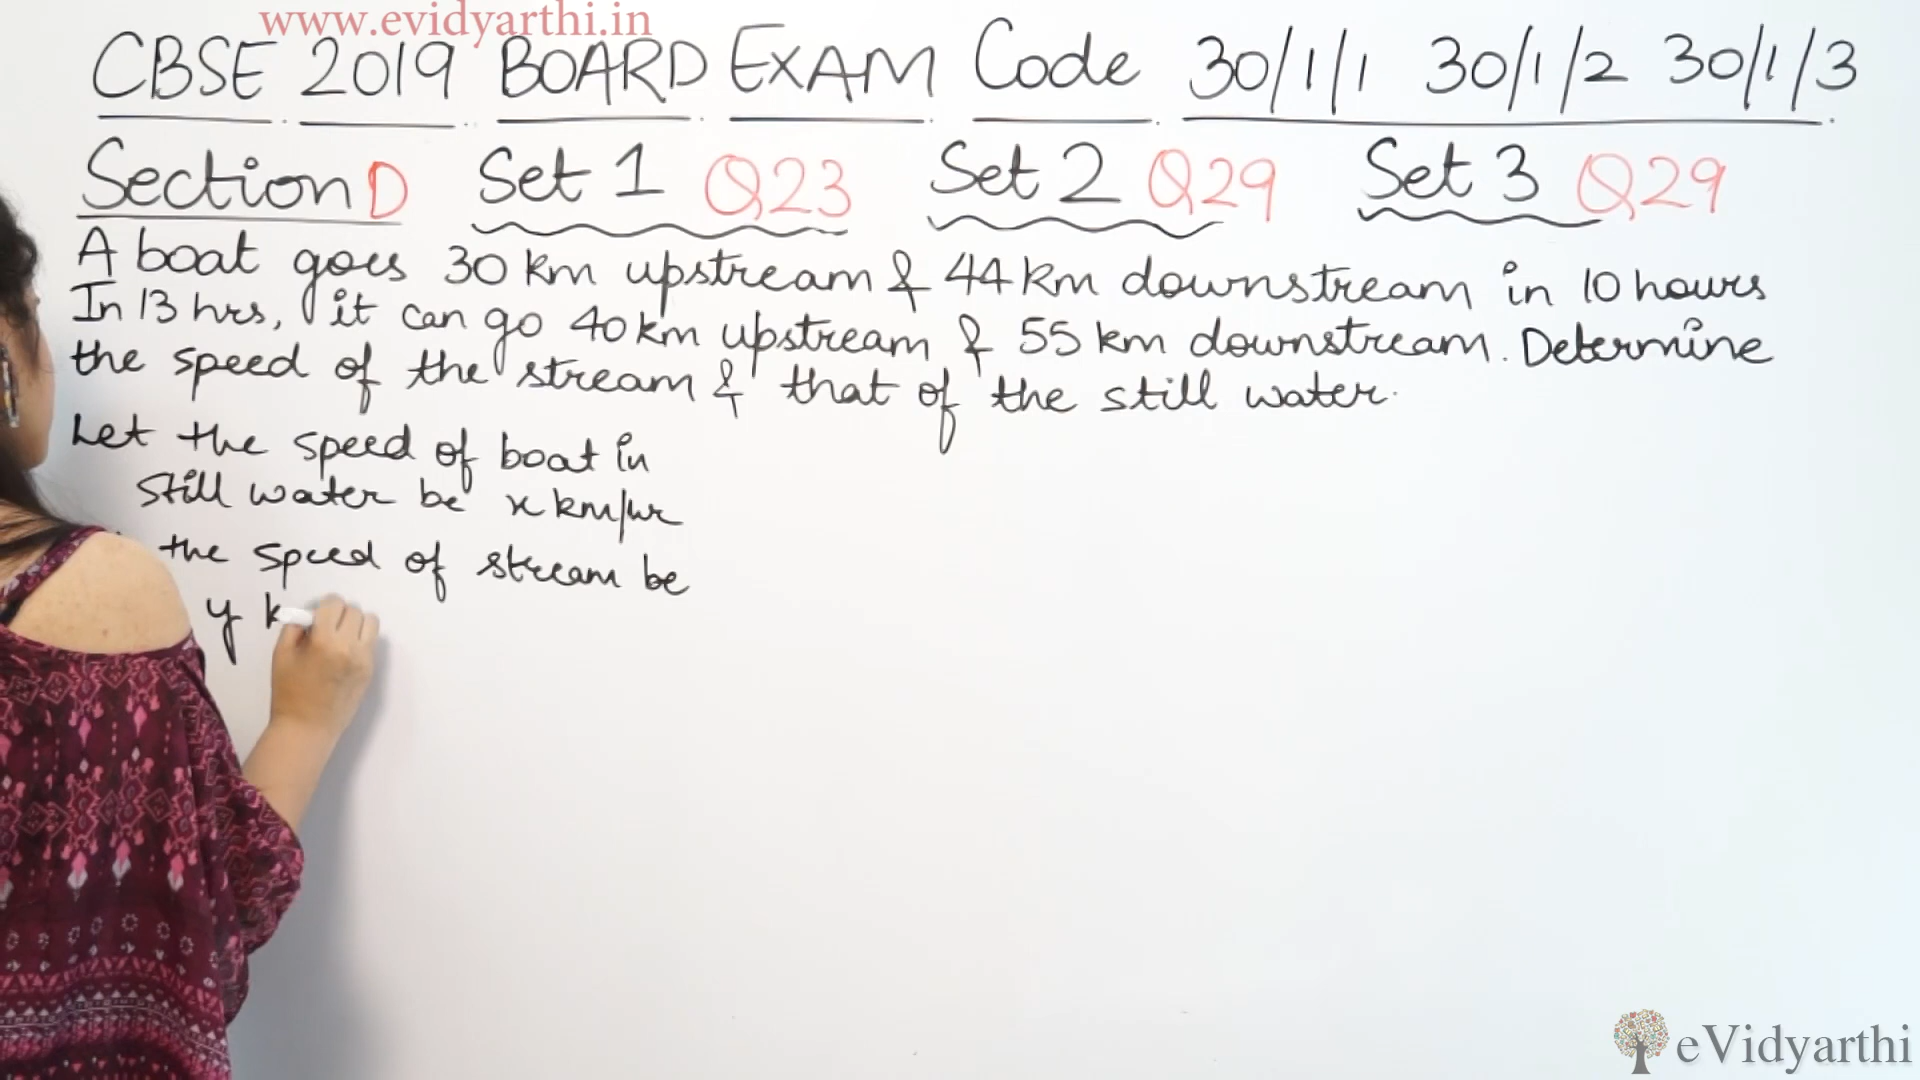 www.evidyarthi.in
CBSE 2019 BOARD EXAM Code 30/1/1 30/1/2 30/1/3
Section D Set 1 Q23 Set 2 Q29 Set 3 Q29
A boat goes 30 km upstream & 44 km downstream in 10 hours
In 13 hrs, it can go 40 km upstream & 55 km downstream. Determine
the speed of the stream & that of the still water.
Let the speed of boat in
still water be x km/hr
the speed of stream be
y k
eVidyarthi